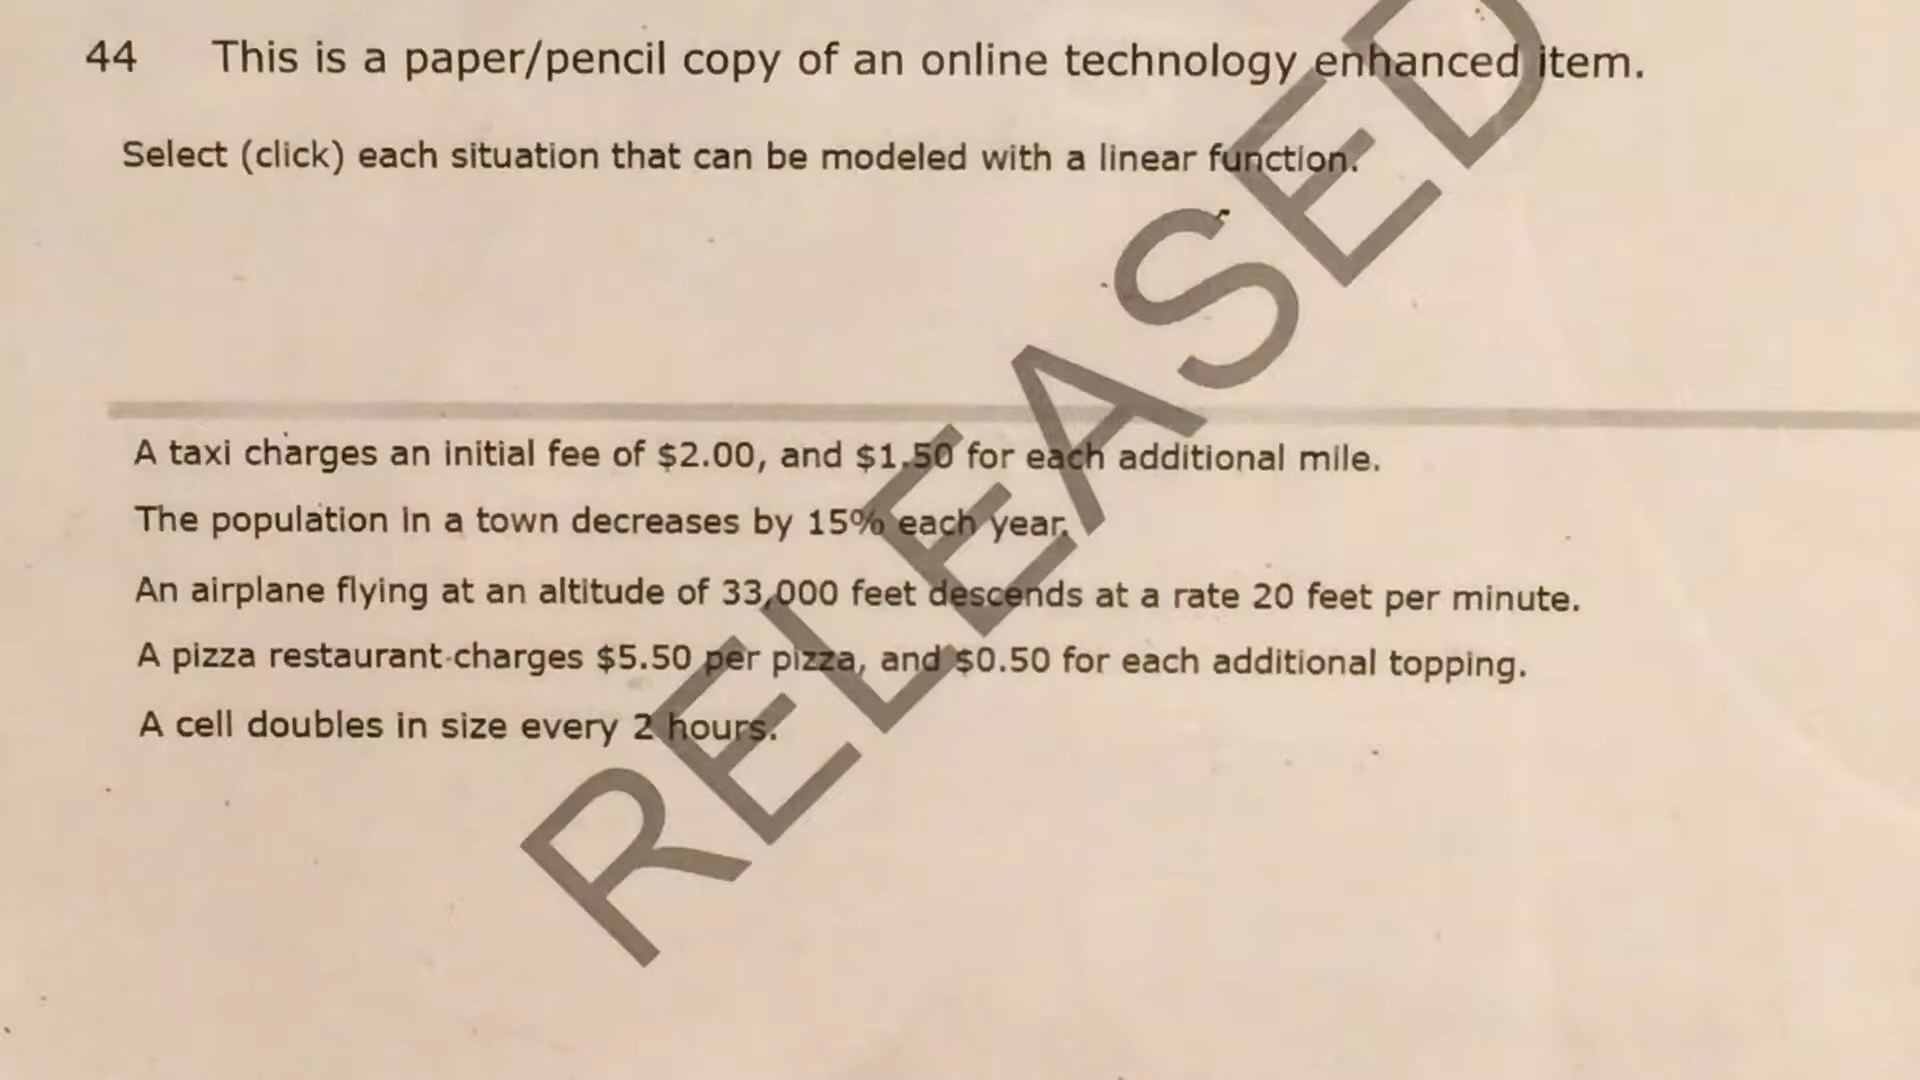 44 This is a paper/pencil copy of an online technology enhanced item.
Select (click) each situation that can be modeled with a linear function.
A taxi charges an initial fee of $2.00, and $1.50 for each additional mile.
The population in a town decreases by 15% each year.
An airplane flying at an altitude of 33,000 feet descends at a rate 20 feet per minute.
A pizza restaurant charges $5.50 per pizza, and $0.50 for each additional topping.
A cell doubles in size every 2 hours.
RELEASED